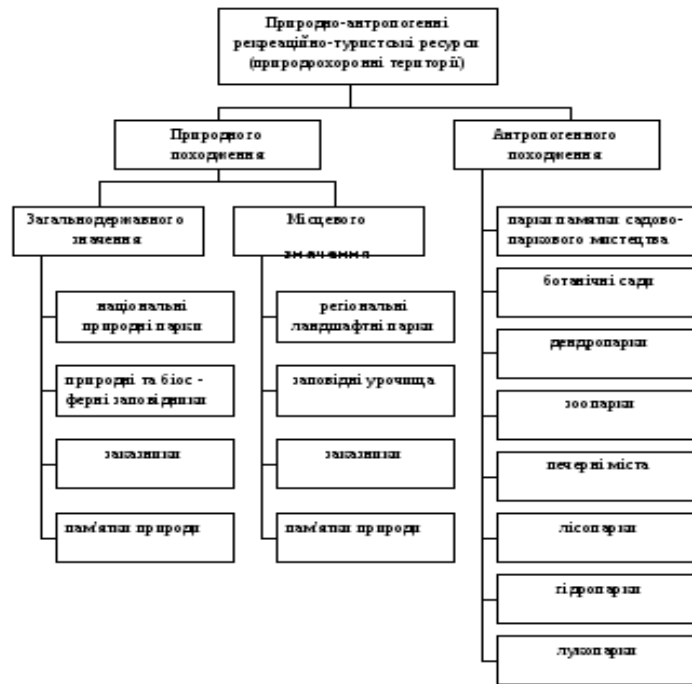 Природно-антропогенні
рекреаційно-туристські ресурси
(природоохоронні території)
Природного
походження
Антропогенного
походження
Загальнодержавного
значення
Місцевого
значення
національні
природні парки
природні та біос -
ферні заповідники
заказники
пам'ятки природи
регіональні
ландшафтні парки
заповідні урочища
заказники
пам'ятки природи
парки памятки садово-
паркового мистецтва
ботанічні сади
дендропарки
зоопарки
печерні міста
лісопарки
гідропарки
лукопарки